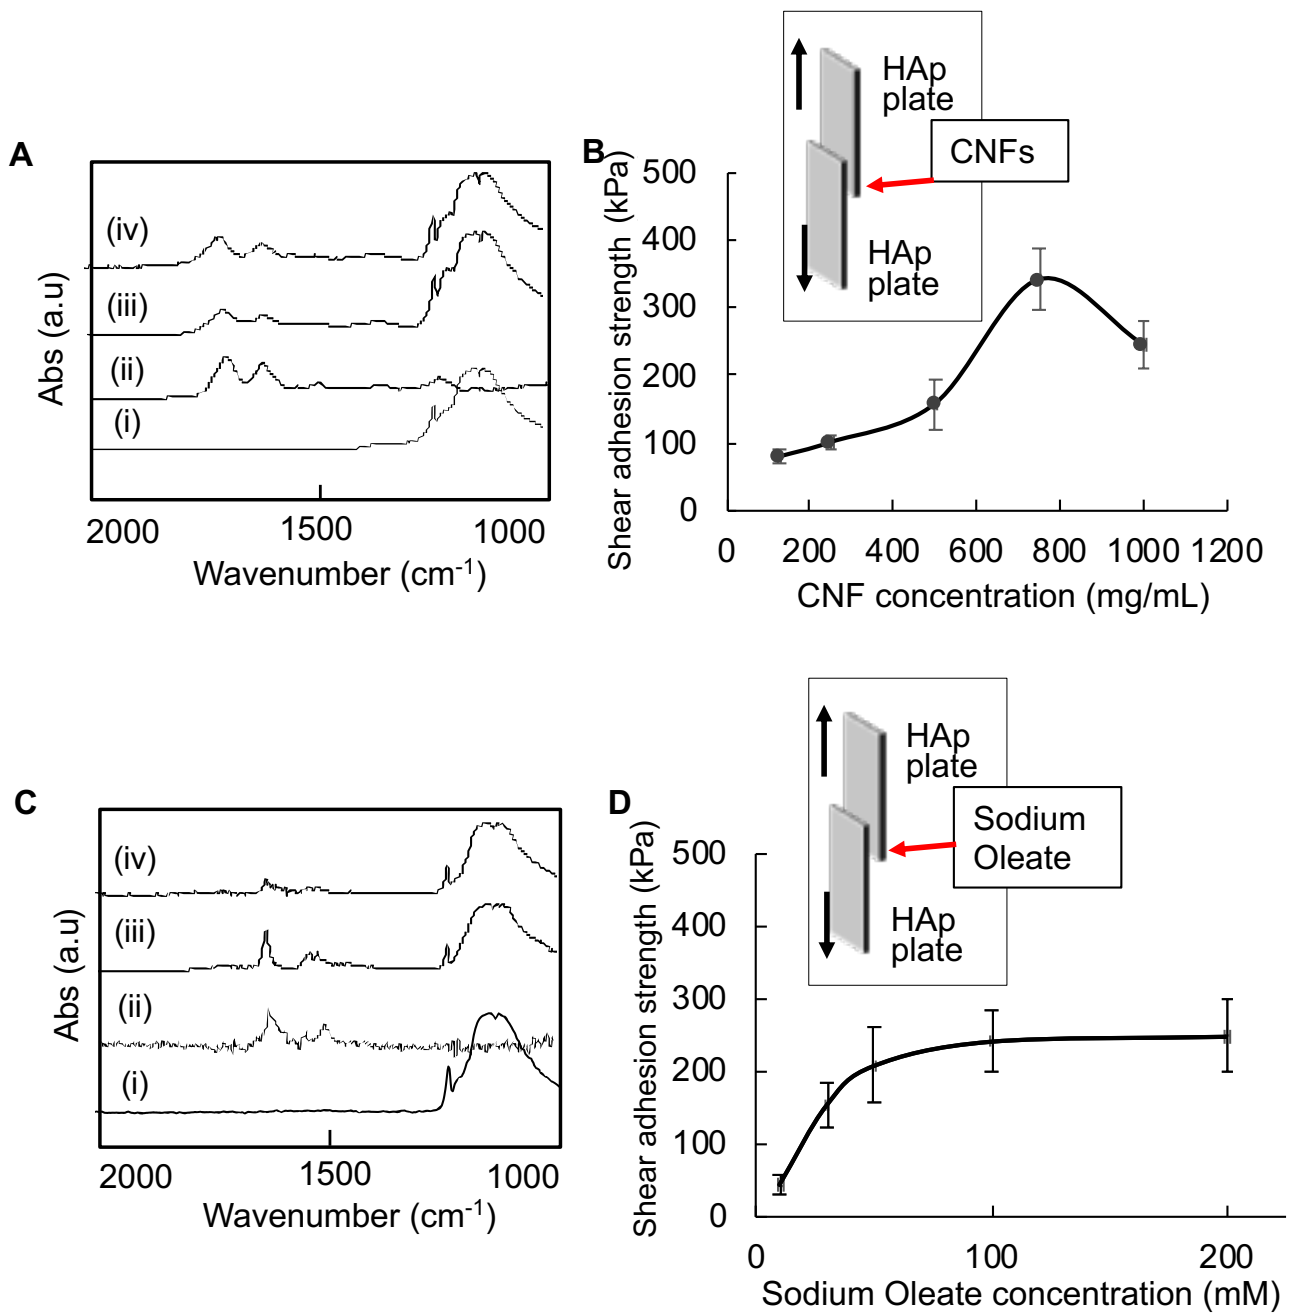 A
Abs (a.u)
(iv)
(iii)
(ii)
(i)
2000
1500
1000
Wavenumber (cm-1)
B
Shear adhesion strength (kPa)
500
400
300
200
100
0
0
200
400
600
800
1000
1200
CNF concentration (mg/mL)
HAp
plate
CNFs
HAp
plate
C
Abs (a.u)
(iv)
(iii)
(ii)
(i)
2000
1500
1000
Wavenumber (cm-1)
D
Shear adhesion strength (kPa)
500
400
300
200
100
0
0
100
200
Sodium Oleate concentration (mM)
HAp
plate
Sodium
Oleate
HAp
plate